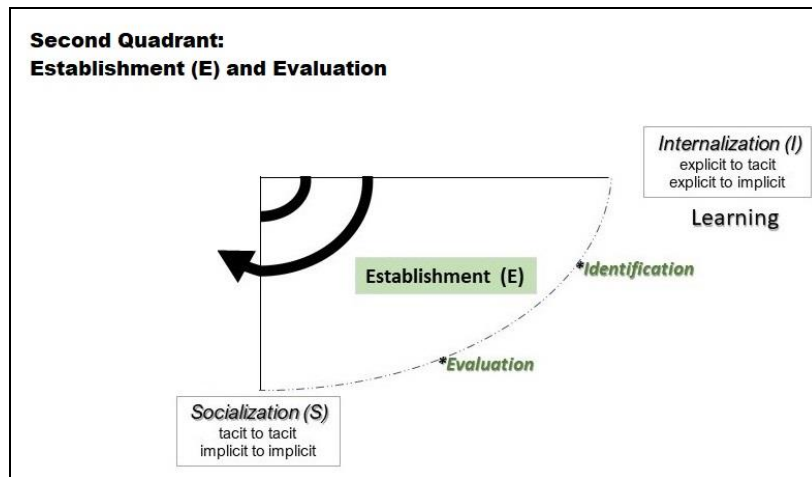 Second Quadrant:
Establishment (E) and Evaluation
Internalization (I)
explicit to tacit
explicit to implicit
Learning
*Identification
Establishment (E)
*Evaluation
Socialization (S)
tacit to tacit
implicit to implicit